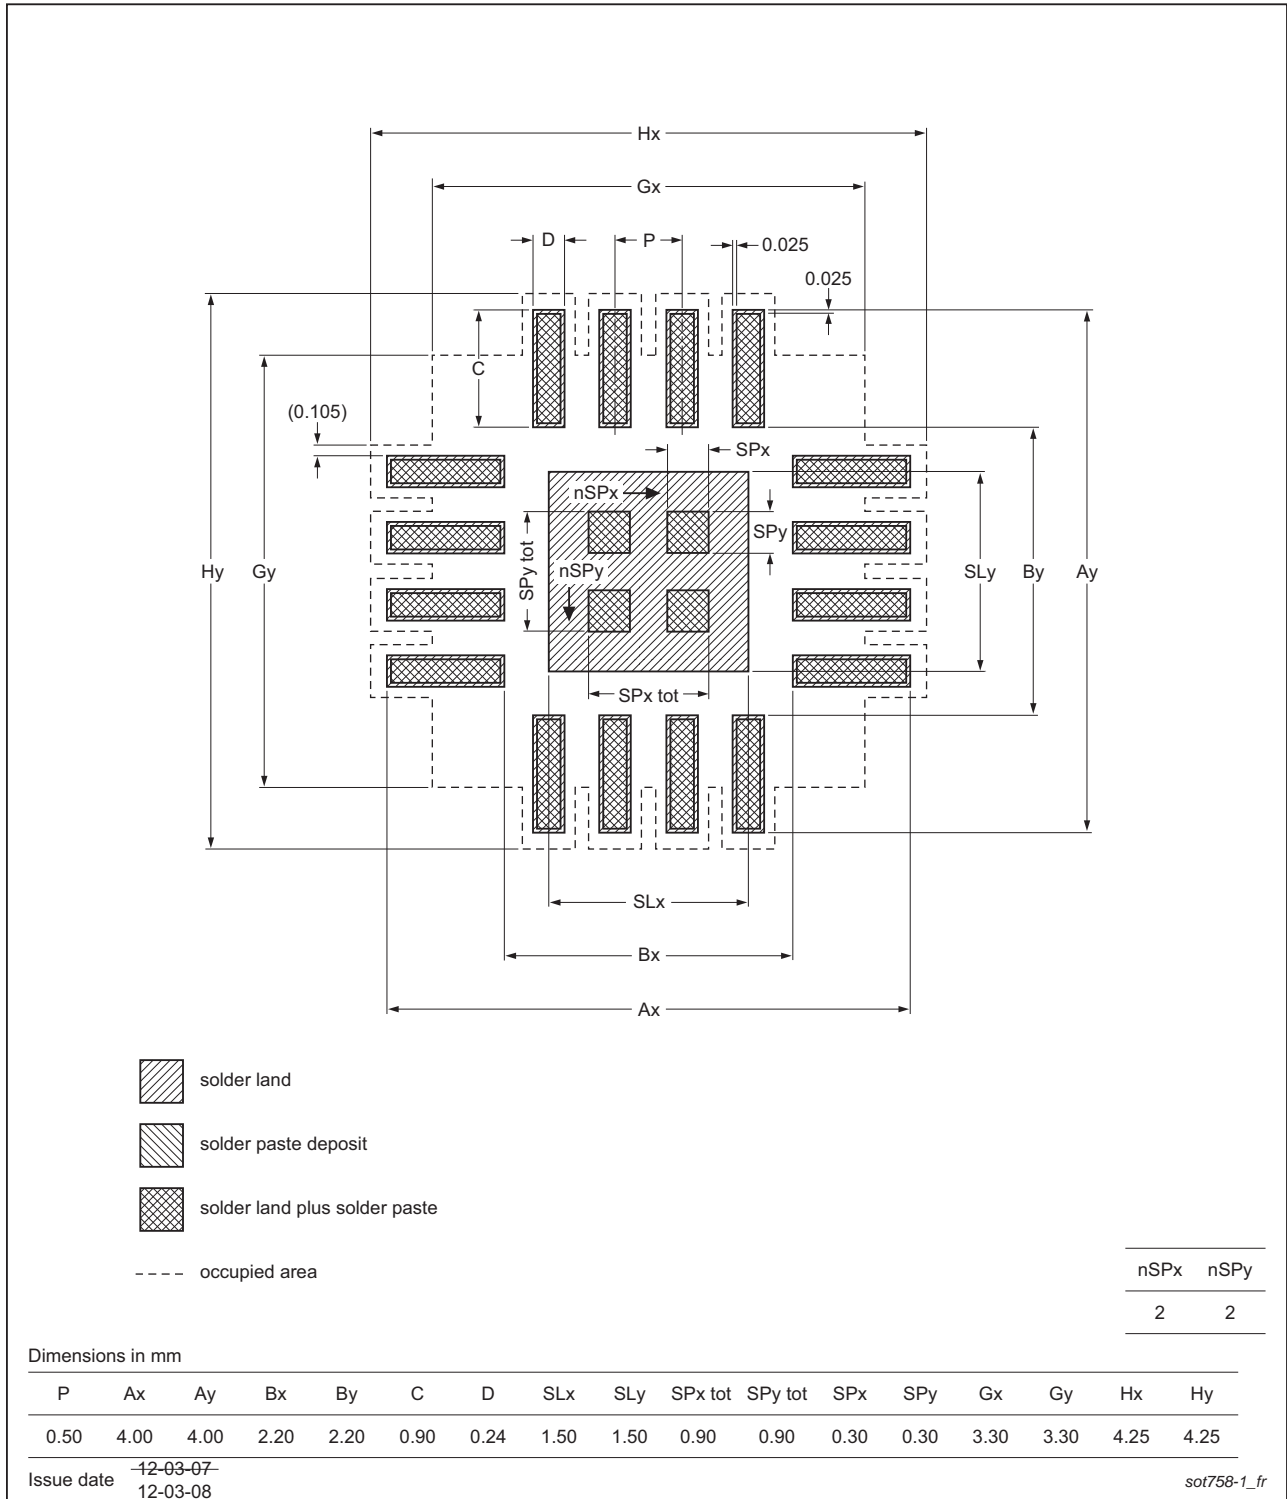 Hx
Gx
D
P
0.025
0.025
C
(0.105)
SPx
nSPx
SPy
SPy tot
nSPy
Hy
Gy
SLy
By
Ay
SPx tot
SLx
Bx
Ax
solder land
solder paste deposit
solder land plus solder paste
occupied area
nSPx nSPy
2 2
Dimensions in mm
P Ax Ay Bx By C D SLx SLy SPx tot SPy tot SPx SPy Gx Gy Hx Hy
0.50 4.00 4.00 2.20 2.20 0.90 0.24 1.50 1.50 0.90 0.90 0.30 0.30 3.30 3.30 4.25 4.25
Issue date 12-03-07
12-03-08
sot758-1_fr